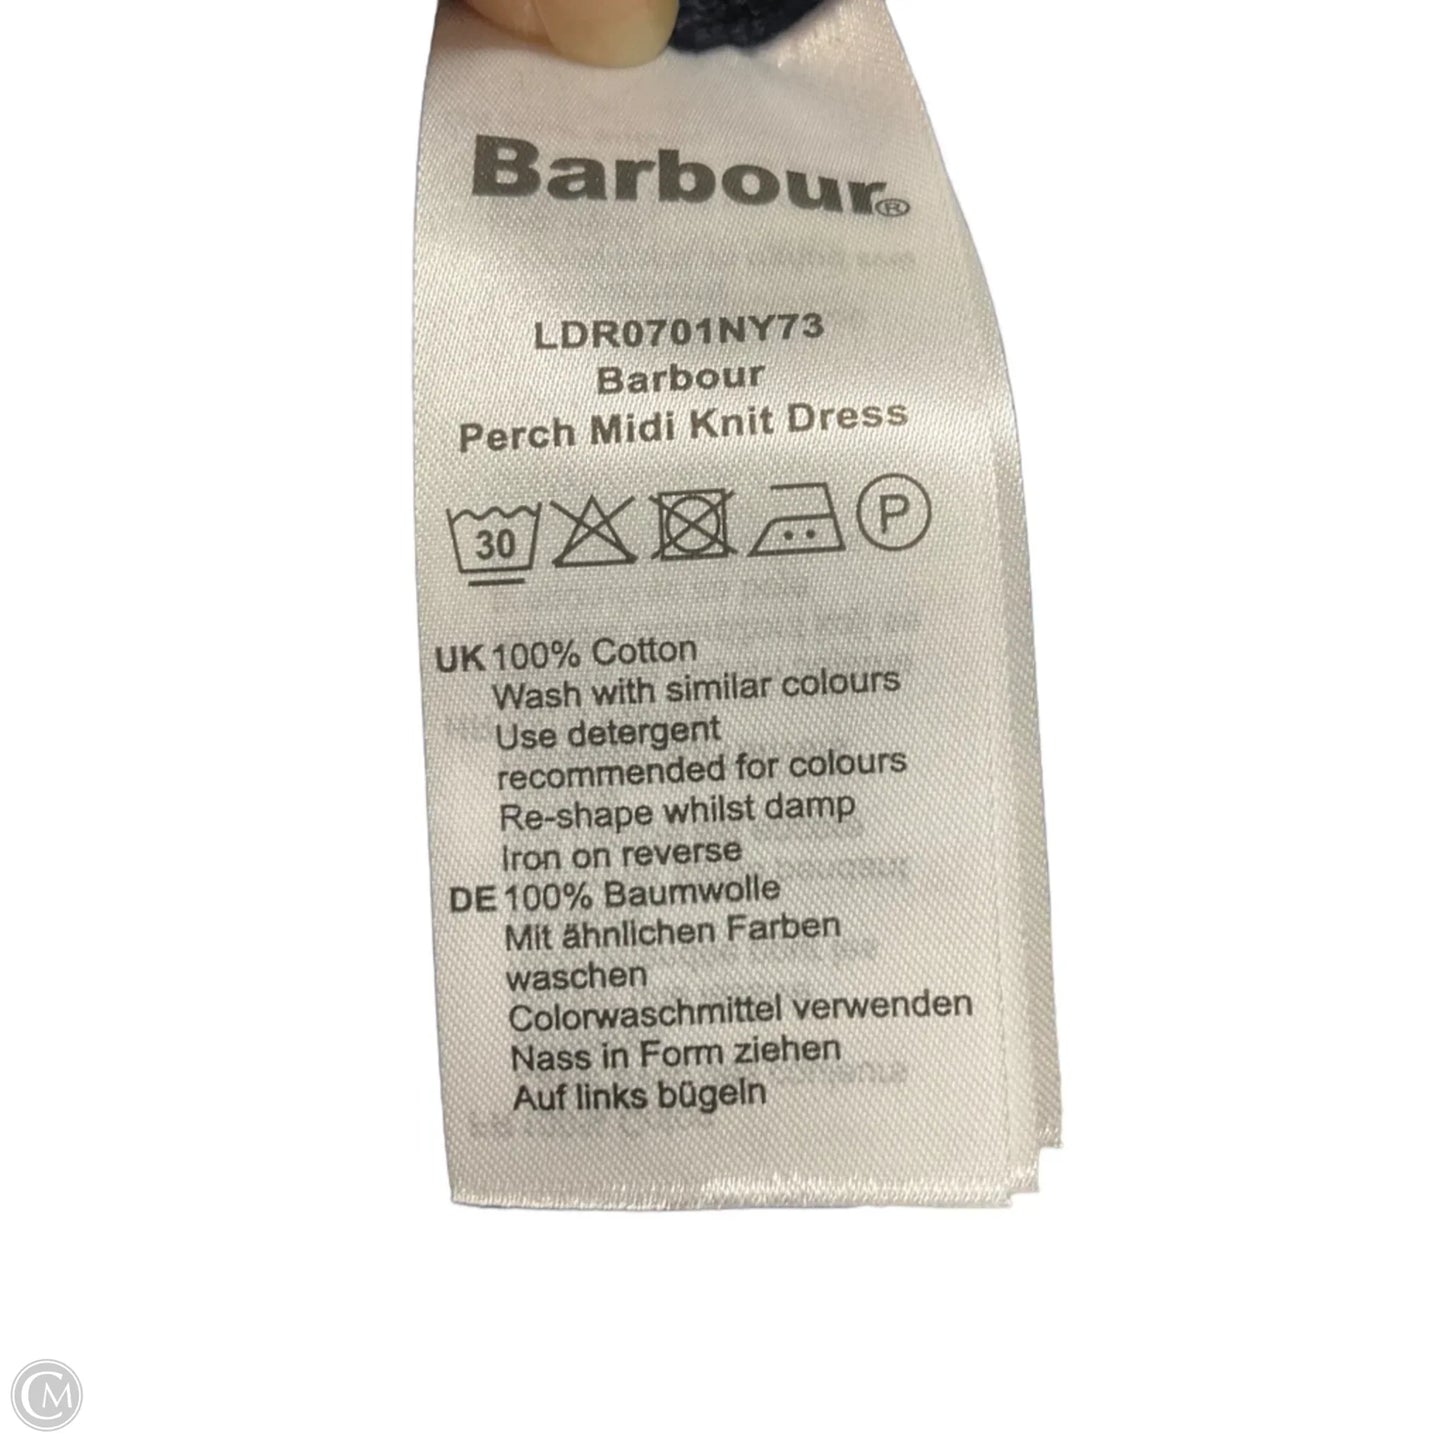 Barbour®
LDR0701NY73
Barbour
Perch Midi Knit Dress
30 P
UK 100% Cotton
Wash with similar colours
Use detergent
recommended for colours
Re-shape whilst damp
Iron on reverse
DE 100% Baumwolle
Mit ähnlichen Farben
waschen
Colorwaschmittel verwenden
Nass in Form ziehen
Auf links bügeln
CM